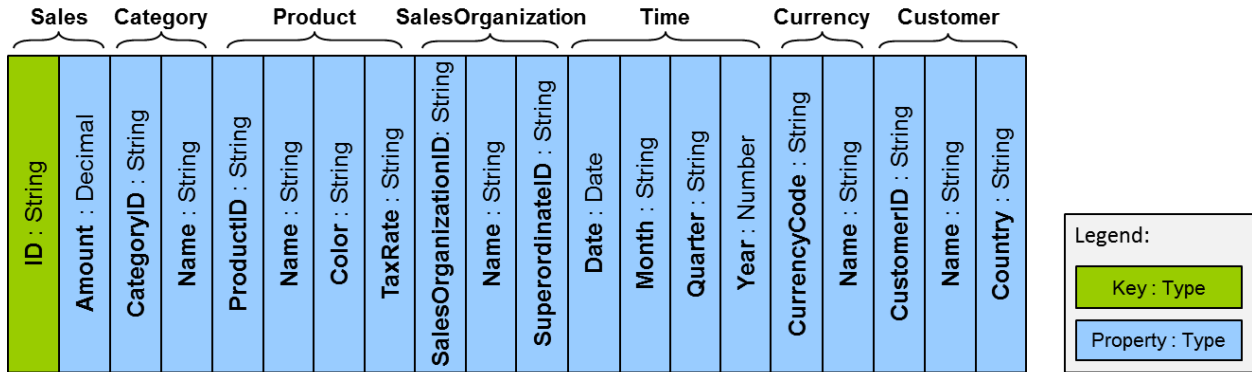 Sales Category Product SalesOrganization Time Currency Customer
ID : String
Amount : Decimal
CategoryID : String
Name : String
ProductID : String
Name : String
Color : String
TaxRate : String
SalesOrganizationID: String
Name : String
SuperordinateID : String
Date : Date
Month : String
Quarter : String
Year : Number
CurrencyCode : String
Name : String
CustomerID : String
Name : String
Country : String
Legend:
Key : Type
Property : Type